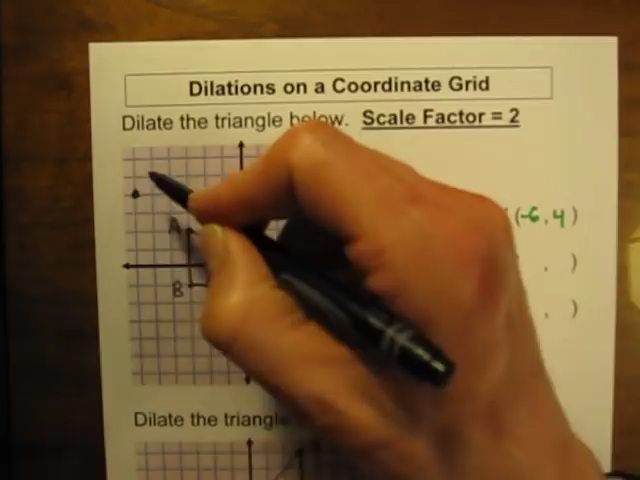 Dilations on a Coordinate Grid
Dilate the triangle below. Scale Factor = 2
(-6, 4)
A
, )
B
, )
Dilate the triangle